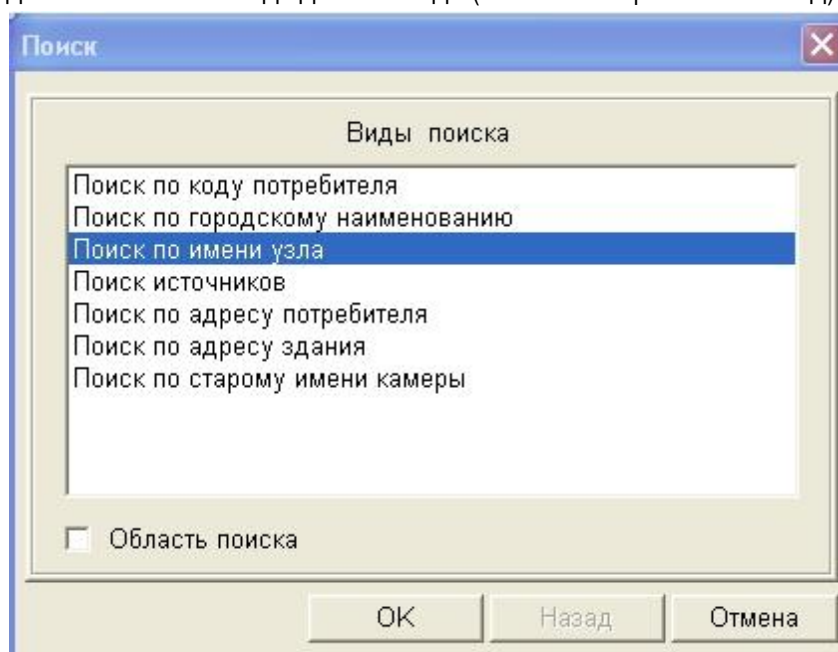 Поиск
Виды поиска
Поиск по коду потребителя
Поиск по городскому наименованию
Поиск по имени узла
Поиск источников
Поиск по адресу потребителя
Поиск по адресу здания
Поиск по старому имени камеры
Область поиска
OK Назад Отмена